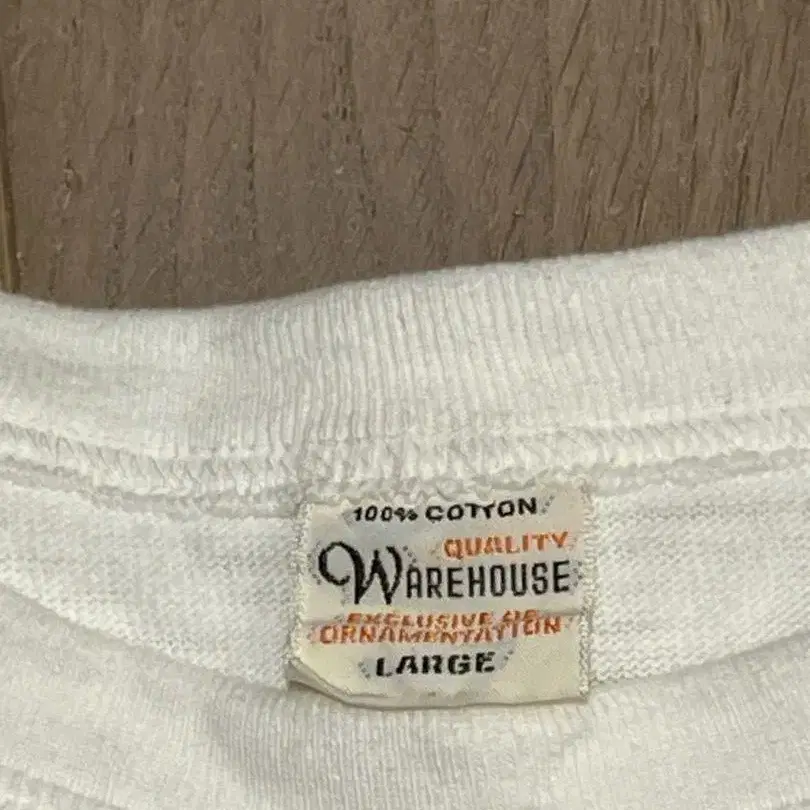 100% COTTON
QUALITY
WAREHOUSE
EXCLUSIVE OF
ORNAMENTATION
LARGE